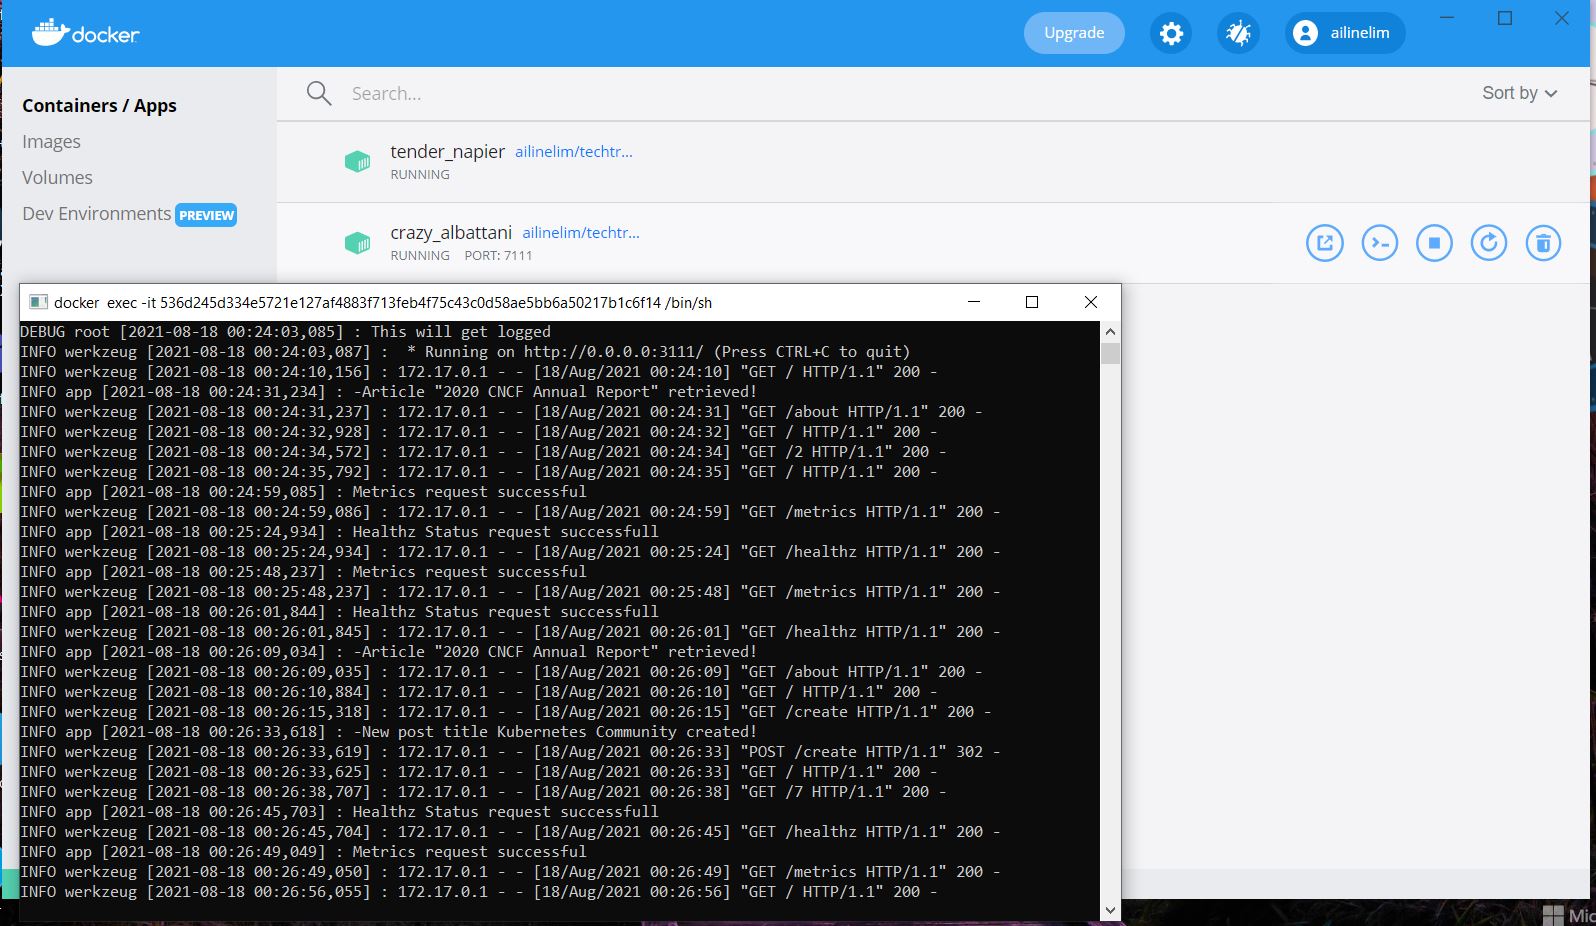 docker
Upgrade
ailinelim
Containers / Apps
Images
Volumes
Dev Environments PREVIEW
Search...
Sort by
tender_napier ailinelim/techtr...
RUNNING
crazy_albattani ailinelim/techtr...
RUNNING PORT: 7111
docker exec -it 536d245d334e5721e127af4883f713feb4f75c43c0d58ae5bb6a50217b1c6f14 /bin/sh
DEBUG root [2021-08-18 00:24:03,085] : This will get logged
INFO werkzeug [2021-08-18 00:24:03,087] :  * Running on http://0.0.0.0:3111/ (Press CTRL+C to quit)
INFO werkzeug [2021-08-18 00:24:10,156] : 172.17.0.1 - - [18/Aug/2021 00:24:10] "GET / HTTP/1.1" 200 -
INFO app [2021-08-18 00:24:31,234] : -Article "2020 CNCF Annual Report" retrieved!
INFO werkzeug [2021-08-18 00:24:31,237] : 172.17.0.1 - - [18/Aug/2021 00:24:31] "GET /about HTTP/1.1" 200 -
INFO werkzeug [2021-08-18 00:24:32,928] : 172.17.0.1 - - [18/Aug/2021 00:24:32] "GET / HTTP/1.1" 200 -
INFO werkzeug [2021-08-18 00:24:34,572] : 172.17.0.1 - - [18/Aug/2021 00:24:34] "GET /2 HTTP/1.1" 200 -
INFO werkzeug [2021-08-18 00:24:35,792] : 172.17.0.1 - - [18/Aug/2021 00:24:35] "GET / HTTP/1.1" 200 -
INFO app [2021-08-18 00:24:59,085] : Metrics request successful
INFO werkzeug [2021-08-18 00:24:59,086] : 172.17.0.1 - - [18/Aug/2021 00:24:59] "GET /metrics HTTP/1.1" 200 -
INFO app [2021-08-18 00:25:24,934] : Healthz Status request successfull
INFO werkzeug [2021-08-18 00:25:24,934] : 172.17.0.1 - - [18/Aug/2021 00:25:24] "GET /healthz HTTP/1.1" 200 -
INFO app [2021-08-18 00:25:48,237] : Metrics request successful
INFO werkzeug [2021-08-18 00:25:48,237] : 172.17.0.1 - - [18/Aug/2021 00:25:48] "GET /metrics HTTP/1.1" 200 -
INFO app [2021-08-18 00:26:01,844] : Healthz Status request successfull
INFO werkzeug [2021-08-18 00:26:01,845] : 172.17.0.1 - - [18/Aug/2021 00:26:01] "GET /healthz HTTP/1.1" 200 -
INFO app [2021-08-18 00:26:09,034] : -Article "2020 CNCF Annual Report" retrieved!
INFO werkzeug [2021-08-18 00:26:09,035] : 172.17.0.1 - - [18/Aug/2021 00:26:09] "GET /about HTTP/1.1" 200 -
INFO werkzeug [2021-08-18 00:26:10,884] : 172.17.0.1 - - [18/Aug/2021 00:26:10] "GET / HTTP/1.1" 200 -
INFO werkzeug [2021-08-18 00:26:15,318] : 172.17.0.1 - - [18/Aug/2021 00:26:15] "GET /create HTTP/1.1" 200 -
INFO app [2021-08-18 00:26:33,618] : -New post title Kubernetes Community created!
INFO werkzeug [2021-08-18 00:26:33,619] : 172.17.0.1 - - [18/Aug/2021 00:26:33] "POST /create HTTP/1.1" 302 -
INFO werkzeug [2021-08-18 00:26:33,625] : 172.17.0.1 - - [18/Aug/2021 00:26:33] "GET / HTTP/1.1" 200 -
INFO werkzeug [2021-08-18 00:26:38,707] : 172.17.0.1 - - [18/Aug/2021 00:26:38] "GET /7 HTTP/1.1" 200 -
INFO app [2021-08-18 00:26:45,703] : Healthz Status request successfull
INFO werkzeug [2021-08-18 00:26:45,704] : 172.17.0.1 - - [18/Aug/2021 00:26:45] "GET /healthz HTTP/1.1" 200 -
INFO app [2021-08-18 00:26:49,049] : Metrics request successful
INFO werkzeug [2021-08-18 00:26:49,050] : 172.17.0.1 - - [18/Aug/2021 00:26:49] "GET /metrics HTTP/1.1" 200 -
INFO werkzeug [2021-08-18 00:26:56,055] : 172.17.0.1 - - [18/Aug/2021 00:26:56] "GET / HTTP/1.1" 200 -